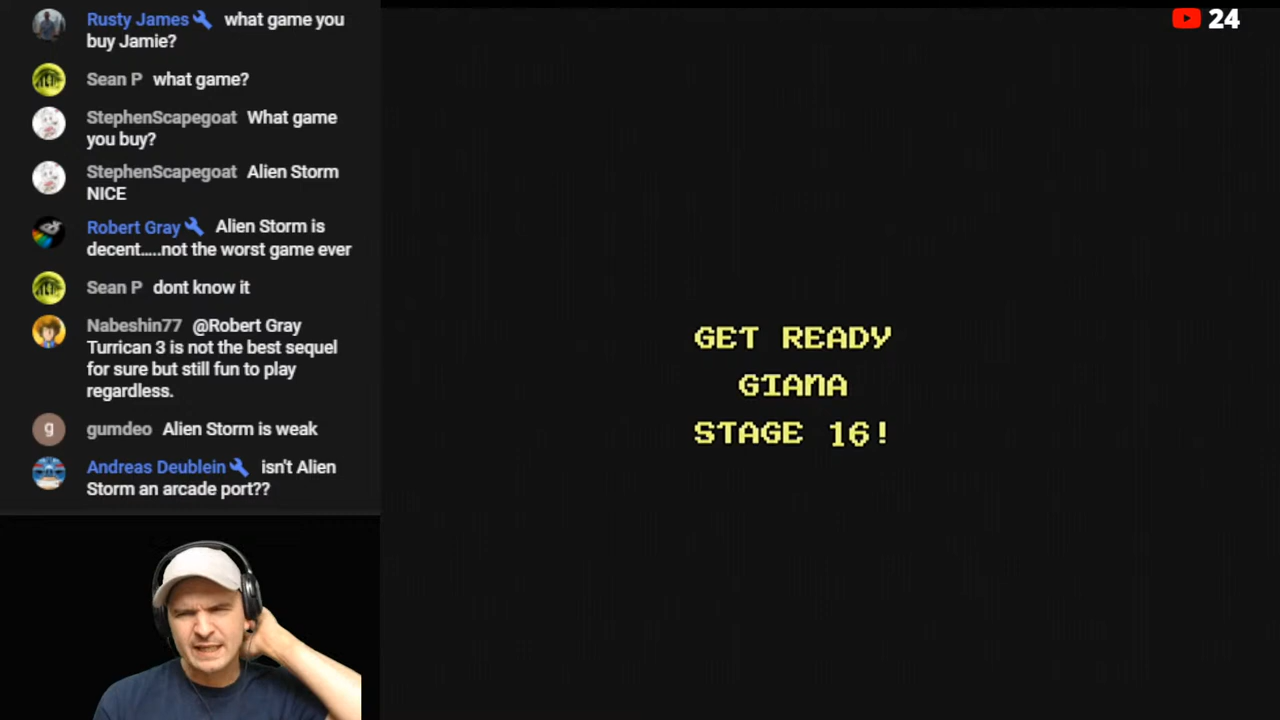 Rusty James what game you
buy Jamie?
Sean P what game?
StephenScapegoat What game
you buy?
StephenScapegoat Alien Storm
NICE
Robert Gray Alien Storm is
decent.....not the worst game ever
Sean P dont know it
Nabeshin77 @Robert Gray
Turrican 3 is not the best sequel
for sure but still fun to play
regardless.
g gumdeo Alien Storm is weak
Andreas Deublein isn't Alien
Storm an arcade port??
24
GET READY
GIANA
STAGE 16!